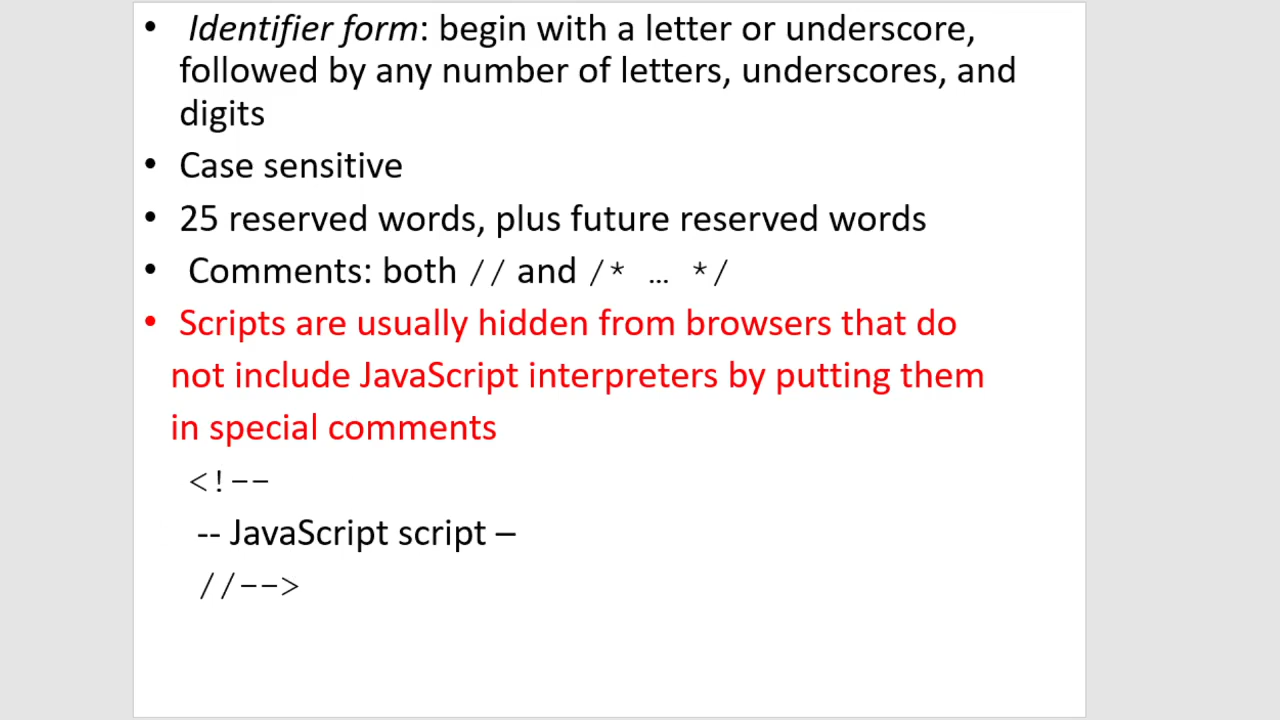 • Identifier form: begin with a letter or underscore,
followed by any number of letters, underscores, and
digits
• Case sensitive
• 25 reserved words, plus future reserved words
• Comments: both // and /* … */
• Scripts are usually hidden from browsers that do
not include JavaScript interpreters by putting them
in special comments
<!--
-- JavaScript script –
//-->